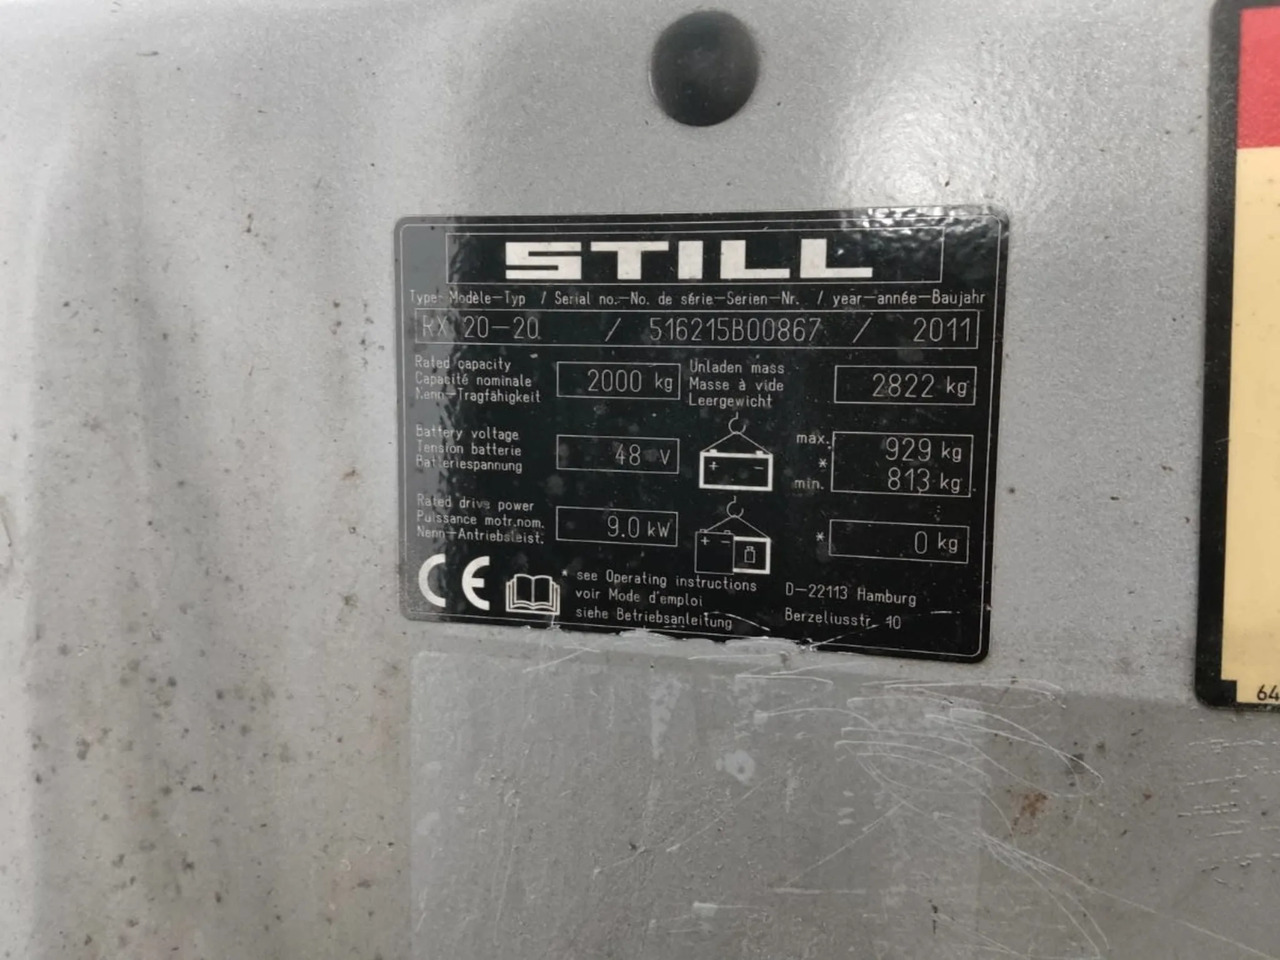 STILL
Type-Modèle-Typ / Serial no.-No. de série-Serien-Nr. / year-année-Baujahr
RX 20-20 / 516215B00867 / 2011
Rated capacity
Capacité nominale
Nenn-Tragfähigkeit
2000 kg
Unladen mass
Masse à vide
Leergewicht
2822 kg
Battery voltage
Tension batterie
Batteriespannung
48 V
+ -
max. 929 kg
*
min. 813 kg
Rated drive power
Puissance motr.nom.
Nenn-Antriebsleist.
9.0 kW
+ -
* 0 kg
CE
* see Operating instructions
voir Mode d'emploi
siehe Betriebsanleitung
D-22113 Hamburg
Berzeliusstr. 10
64